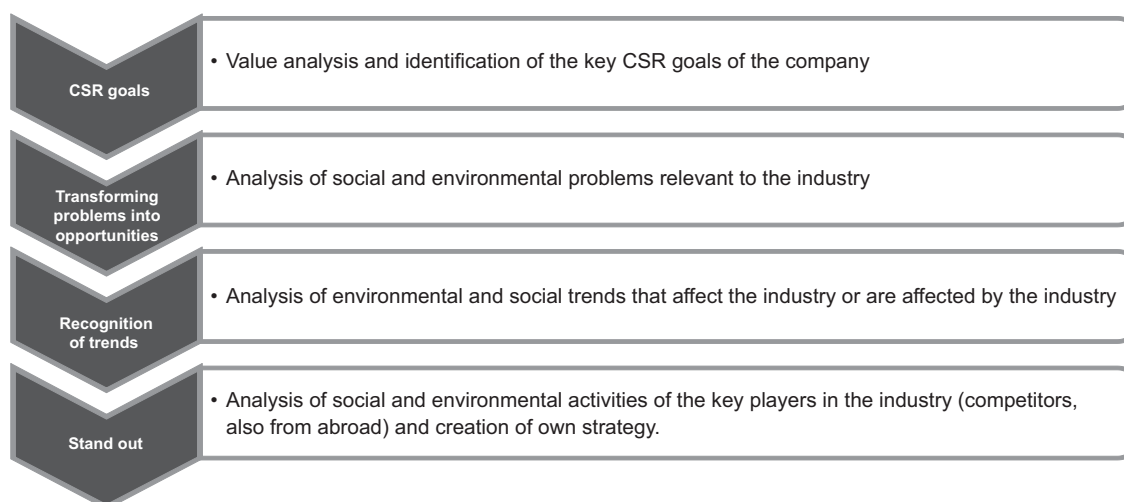 CSR goals
• Value analysis and identification of the key CSR goals of the company
Transforming
problems into
opportunities
• Analysis of social and environmental problems relevant to the industry
Recognition
of trends
• Analysis of environmental and social trends that affect the industry or are affected by the industry
Stand out
• Analysis of social and environmental activities of the key players in the industry (competitors,
also from abroad) and creation of own strategy.